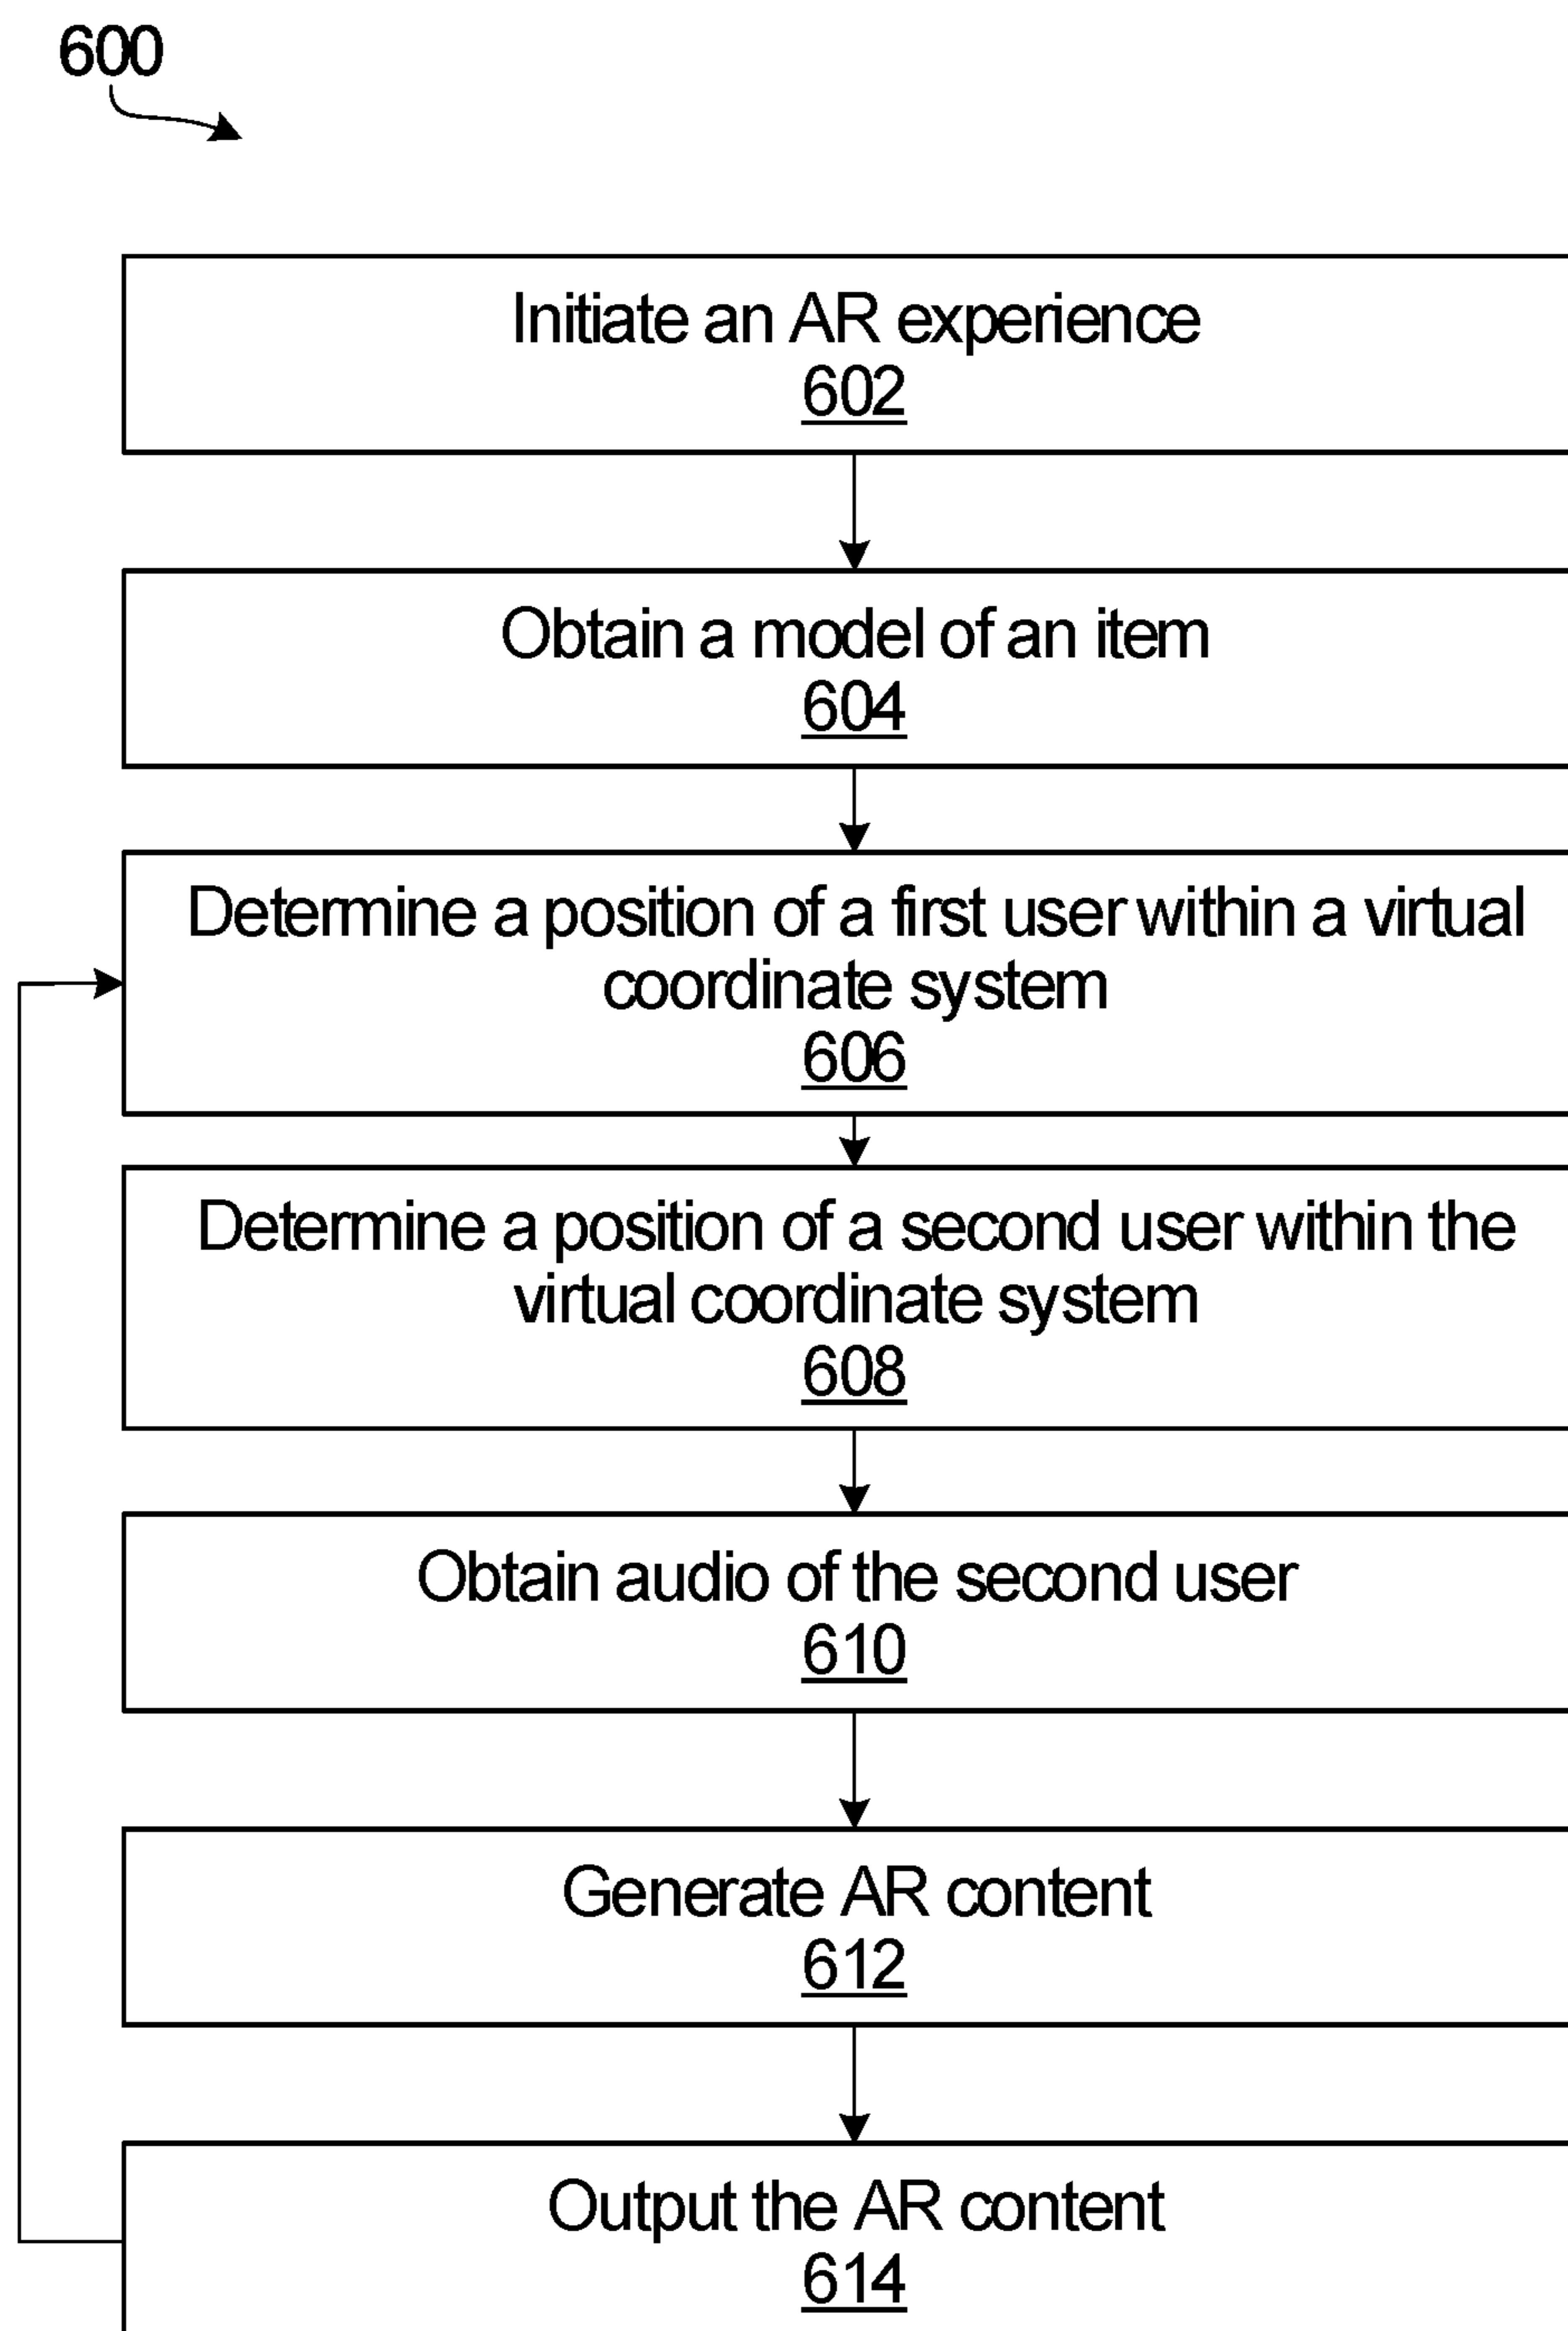 600
Initiate an AR experience
602
Obtain a model of an item
604
Determine a position of a first user within a virtual
coordinate system
606
Determine a position of a second user within the
virtual coordinate system
608
Obtain audio of the second user
610
Generate AR content
612
Output the AR content
614